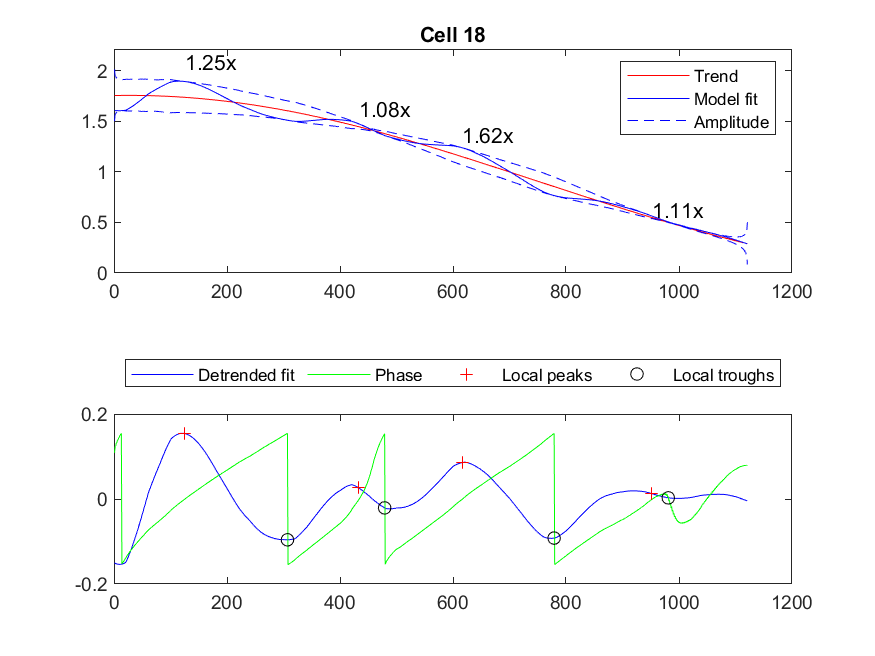 Cell 18
1.25x
1.08x
1.62x
1.11x
Trend
Model fit
Amplitude
2
1.5
1
0.5
0
0 200 400 600 800 1000 1200
Detrended fit Phase Local peaks Local troughs
0.2
0
-0.2
0 200 400 600 800 1000 1200